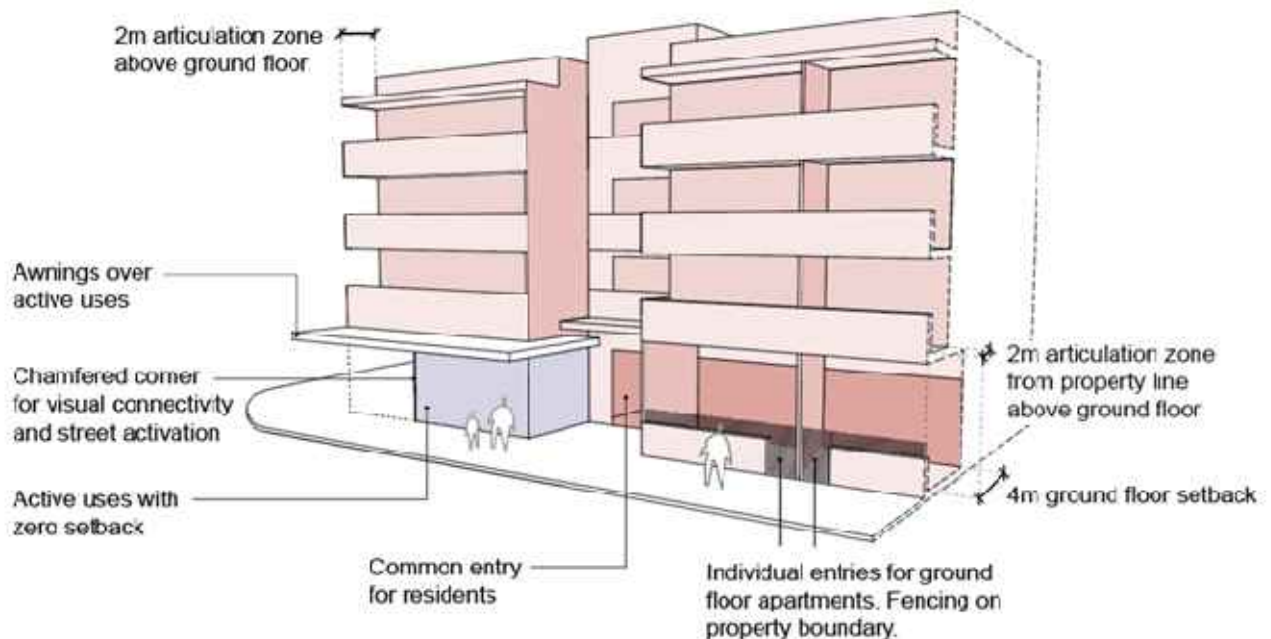 2m articulation zone
above ground floor
Awnings over
active uses
Chamfered corner
for visual connectivity
and street activation
Active uses with
zero setback
Common entry
for residents
Individual entries for ground
floor apartments. Fencing on
property boundary.
2m articulation zone
from property line
above ground floor
4m ground floor setback